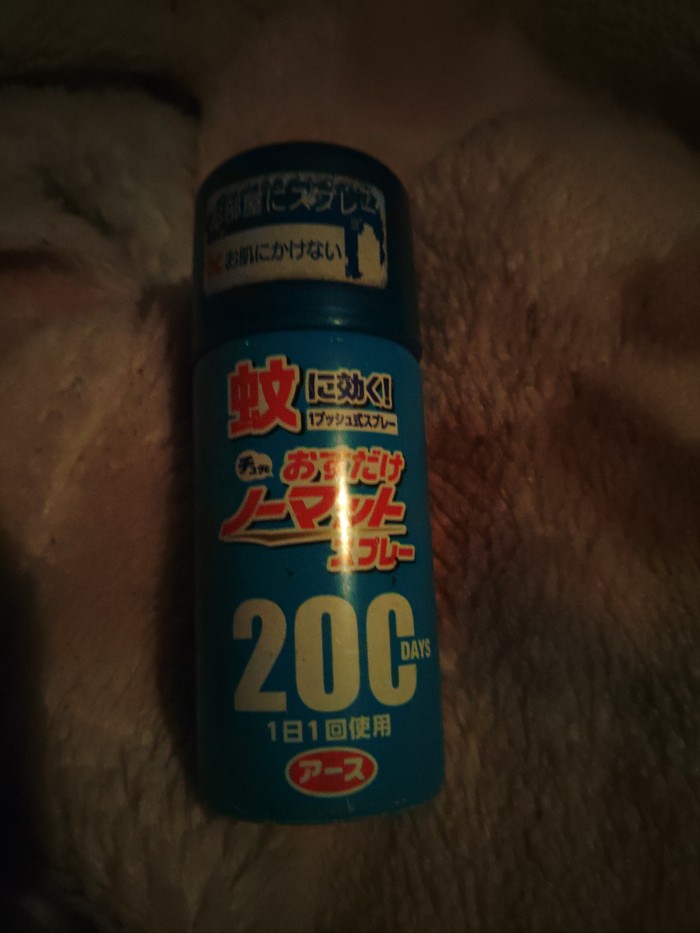 お部屋にスプレー
お肌にかけない
蚊に効く!
1プッシュ式スプレー
おすだけ
ノーマット
スプレー
200
DAYS
1日1回使用
アース